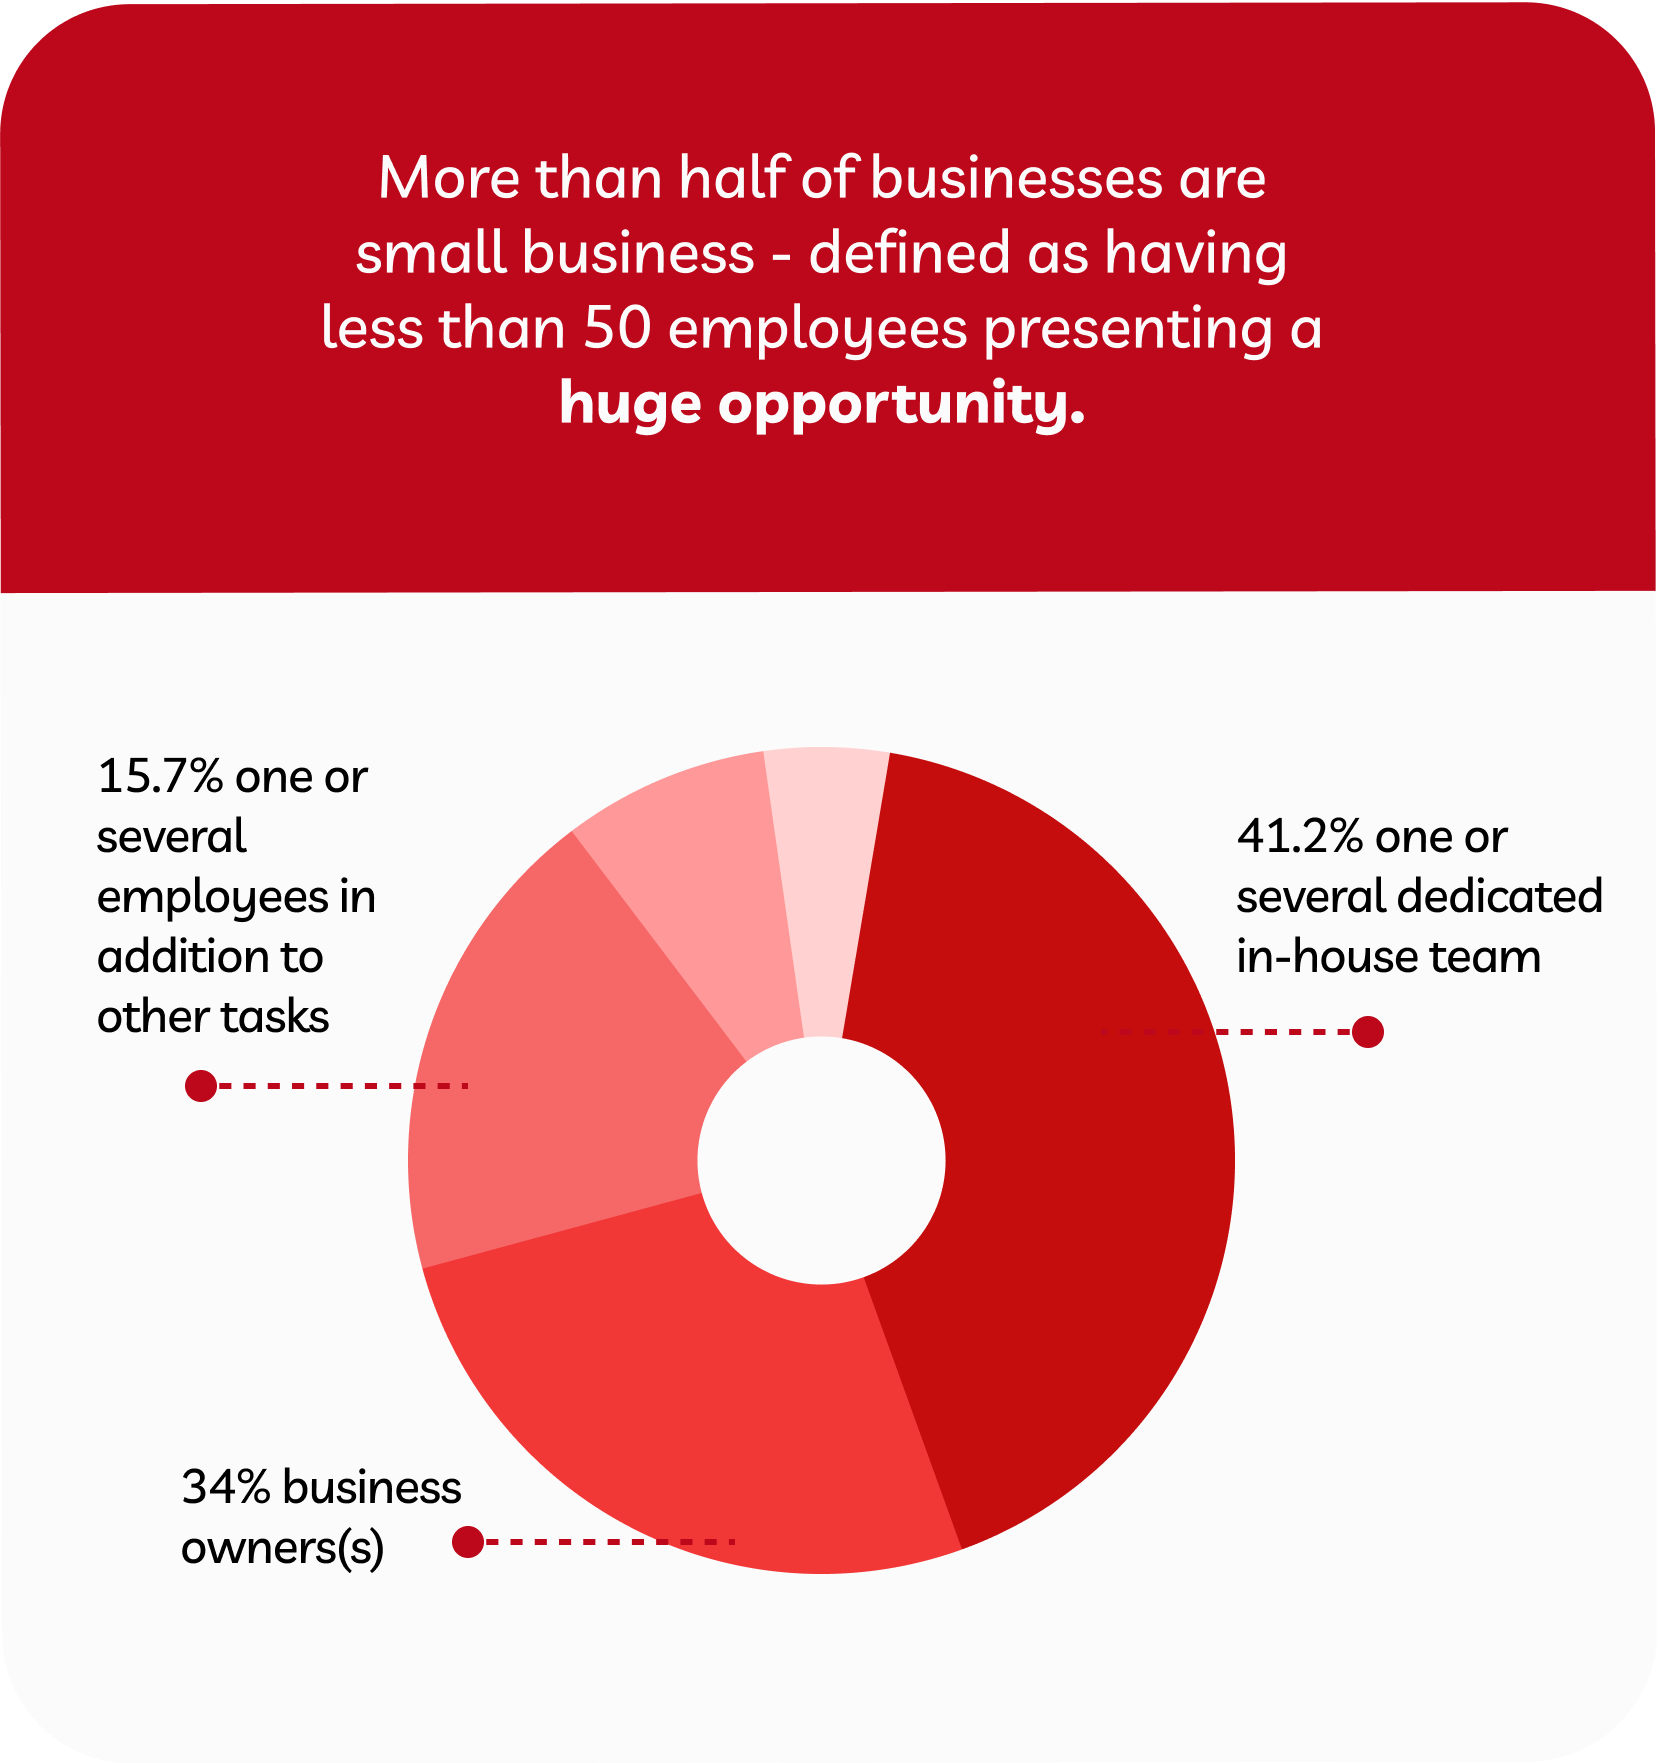 More than half of businesses are
small business - defined as having
less than 50 employees presenting a
huge opportunity.
15.7% one or
several
employees in
addition to
other tasks
41.2% one or
several dedicated
in-house team
34% business
owners(s)